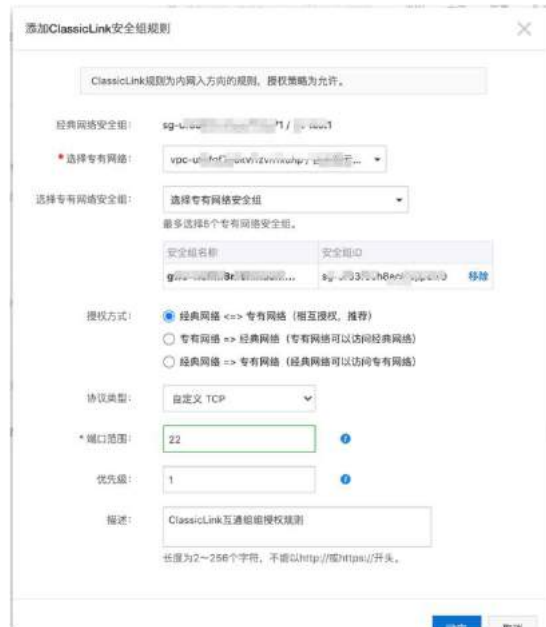 添加ClassicLink安全组规则
ClassicLink规则为内网入方向的规则，授权策略为允许。
经典网络安全组：
* 选择专有网络：
选择专有网络安全组： 选择专有网络安全组
最多选择5个专有网络安全组。
安全组名称 安全组ID
移除
授权方式： 经典网络 <=> 专有网络（相互授权，推荐）
专有网络 => 经典网络（专有网络可以访问经典网络）
经典网络 => 专有网络（经典网络可以访问专有网络）
协议类型： 自定义 TCP
* 端口范围： 22
优先级： 1
描述： ClassicLink互通组组授权规则
长度为2～256个字符，不能以http://或https://开头。